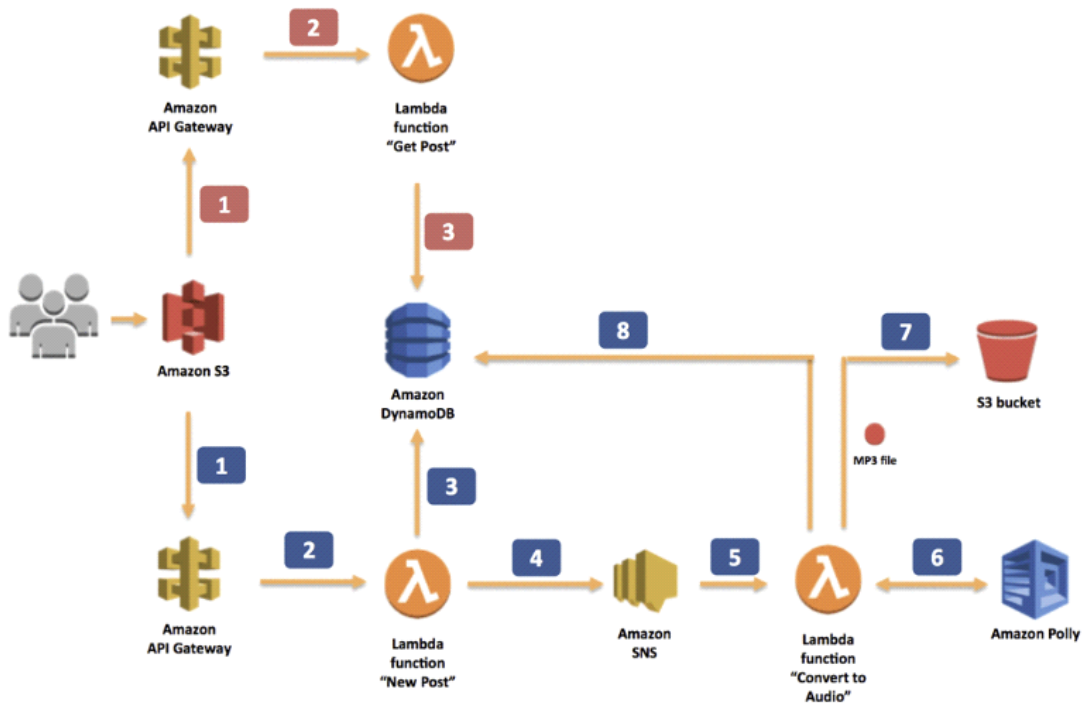 2
Amazon
API Gateway
Lambda
function
“Get Post”
1
3
Amazon S3
Amazon
DynamoDB
8
7
S3 bucket
MP3 file
1
3
2
4
5
6
Amazon
API Gateway
Lambda
function
“New Post”
Amazon
SNS
Lambda
function
“Convert to
Audio”
Amazon Polly